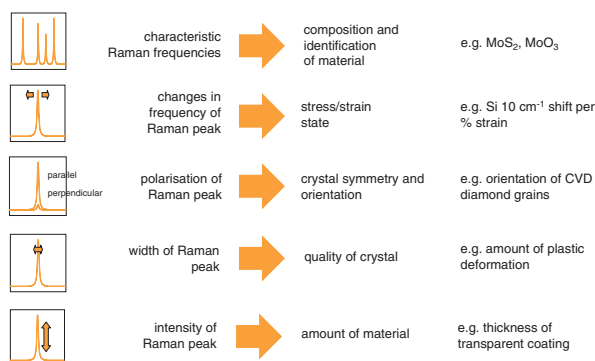 characteristic
Raman frequencies
composition and
identification
of material
e.g. MoS₂, MoO₃
changes in
frequency of
Raman peak
stress/strain
state
e.g. Si 10 cm⁻¹ shift per
% strain
parallel
perpendicular
polarisation of
Raman peak
crystal symmetry and
orientation
e.g. orientation of CVD
diamond grains
width of Raman
peak
quality of crystal
e.g. amount of plastic
deformation
intensity of
Raman peak
amount of material
e.g. thickness of
transparent coating